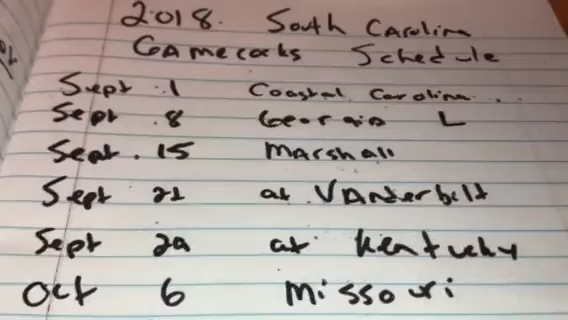 2018. South Carolina
Gamecocks Schedule
Sept . 1 Coastal Carolina...
Sept . 8 Georgia L
Sept . 15 Marshall
Sept 21 at Vanderbilt
Sept 29 at Kentucky
Oct 6 Missouri